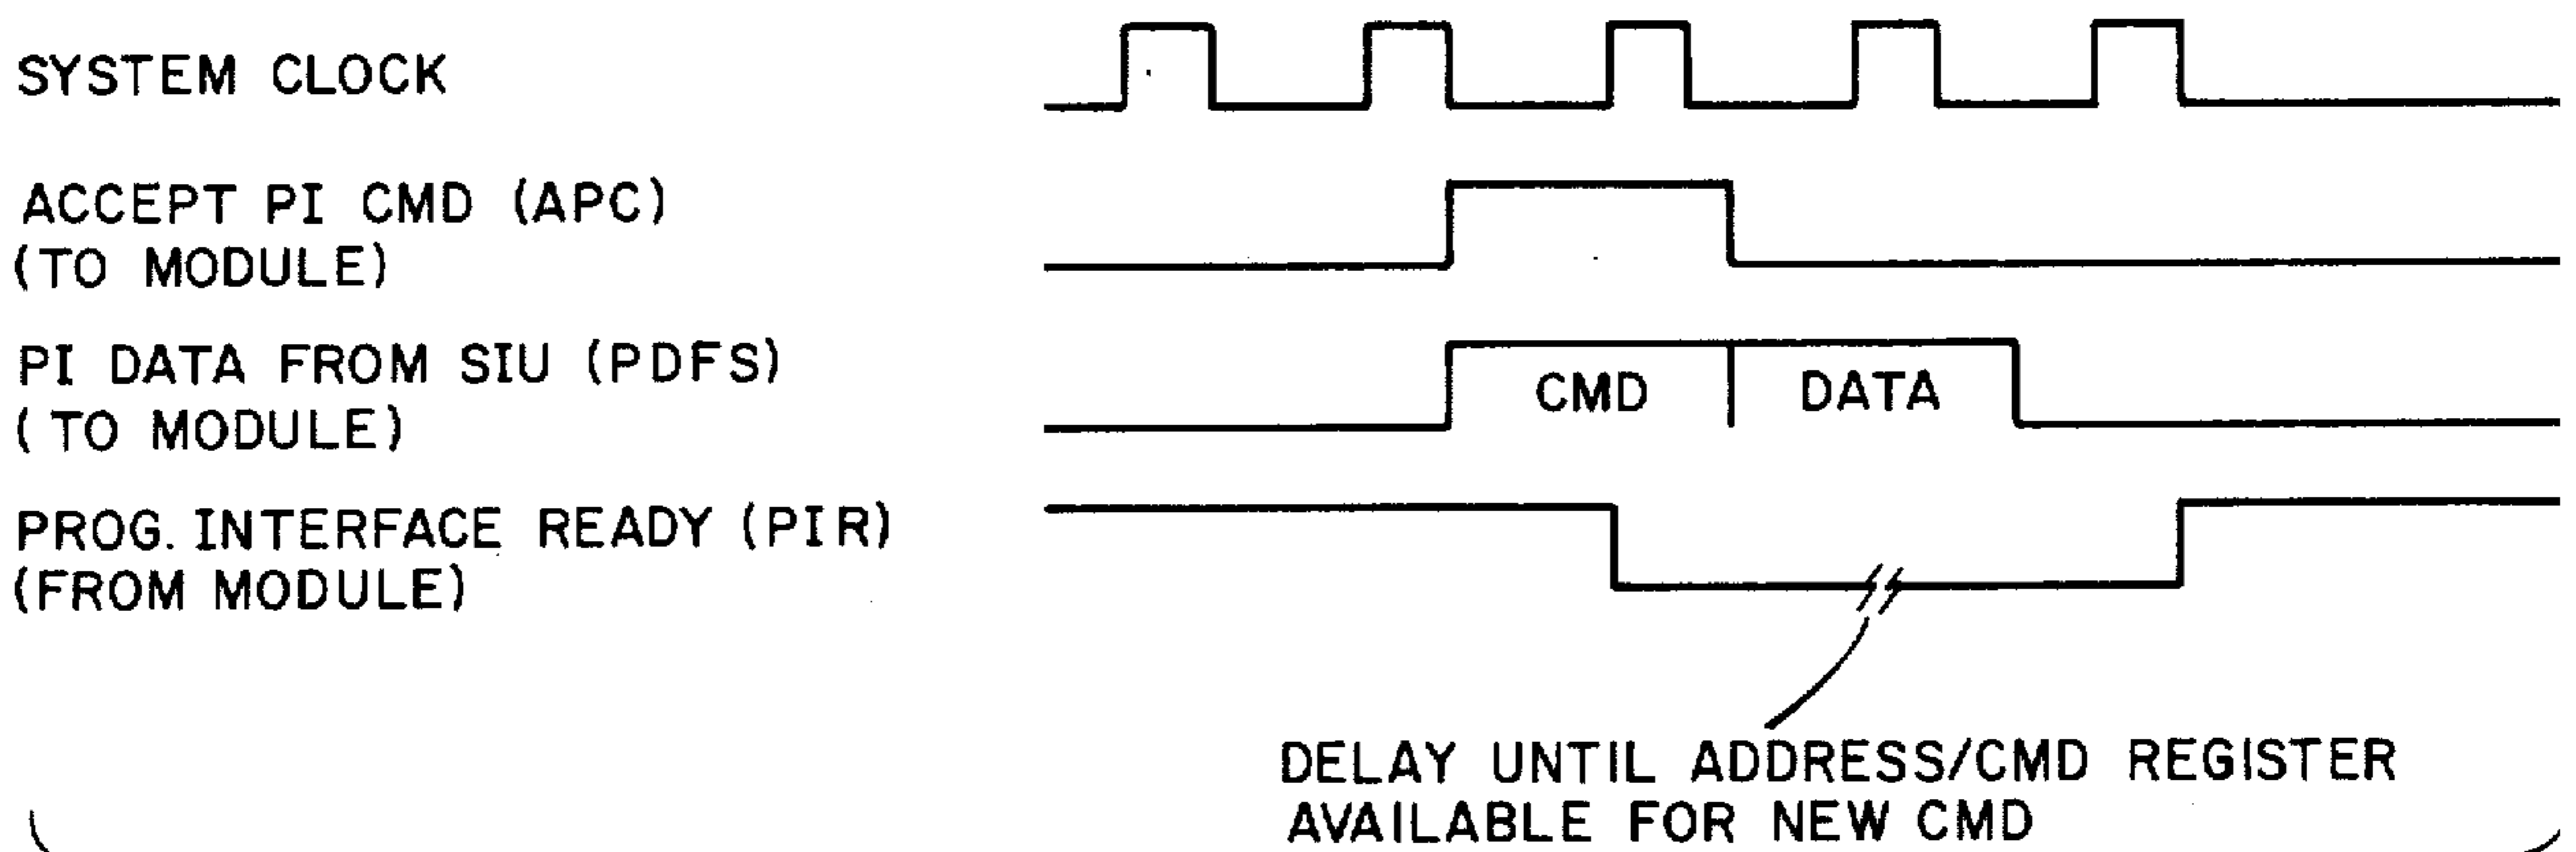 SYSTEM CLOCK
ACCEPT PI CMD (APC)
(TO MODULE)
PI DATA FROM SIU (PDFS)
(TO MODULE)
CMD
DATA
PROG. INTERFACE READY (PIR)
(FROM MODULE)
DELAY UNTIL ADDRESS/CMD REGISTER
AVAILABLE FOR NEW CMD